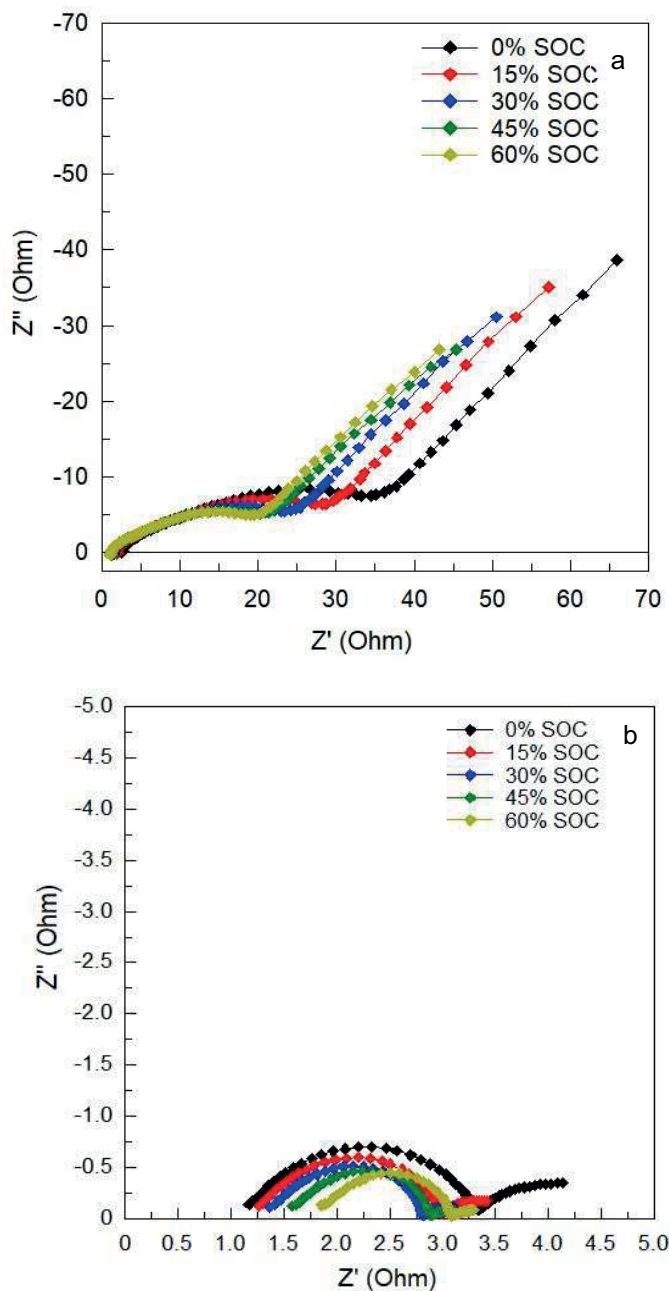 -70
-60
-50
-40
-30
-20
-10
0
Z'' (Ohm)
0% SOC
15% SOC
30% SOC
45% SOC
60% SOC
a
0 10 20 30 40 50 60 70
Z' (Ohm)
-5.0
-4.5
-4.0
-3.5
-3.0
-2.5
-2.0
-1.5
-1.0
-0.5
0
Z'' (Ohm)
0% SOC
15% SOC
30% SOC
45% SOC
60% SOC
b
0 0.5 1.0 1.5 2.0 2.5 3.0 3.5 4.0 4.5 5.0
Z' (Ohm)